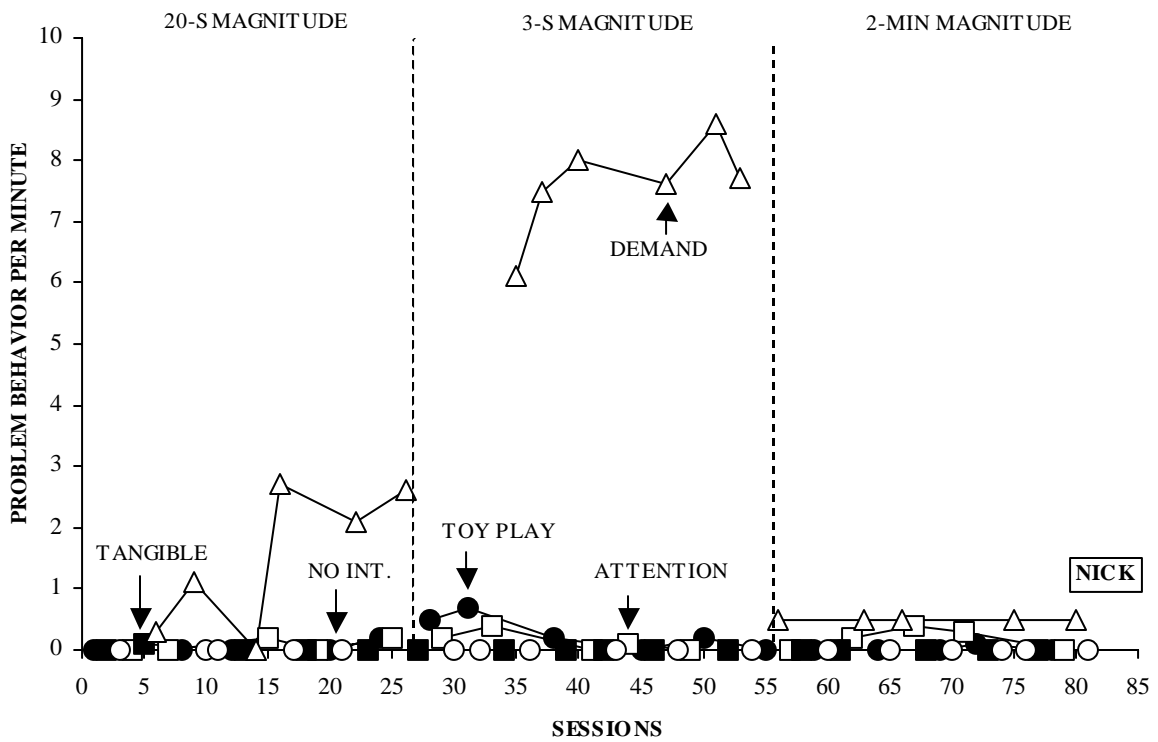 20-S MAGNITUDE 3-S MAGNITUDE 2-MIN MAGNITUDE
PROBLEM BEHAVIOR PER MINUTE
10
9
8
7
6
5
4
3
2
1
0
DEMAND
TOY PLAY
TANGIBLE
NO INT.
ATTENTION
NICK
0 5 10 15 20 25 30 35 40 45 50 55 60 65 70 75 80 85
SESSIONS